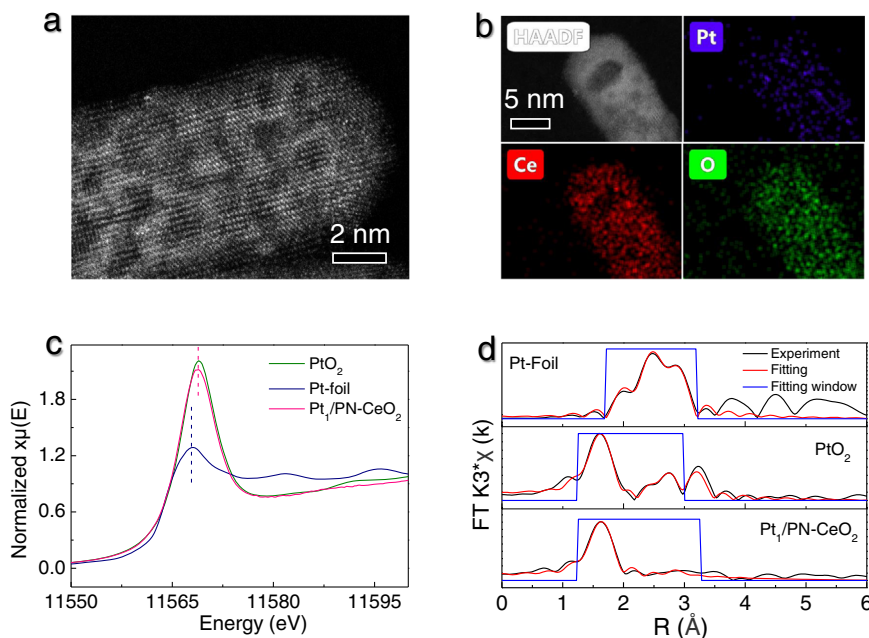 a
2 nm
b
HAADF
Pt
5 nm
Ce
O
c
PtO2
Pt-foil
Pt1/PN-CeO2
Normalized xμ(E)
2.4
1.8
1.2
0.6
0.0
11550
11565
11580
11595
Energy (eV)
d
Pt-Foil
Experiment
Fitting
Fitting window
PtO2
Pt1/PN-CeO2
FT K3*χ (k)
0
1
2
3
4
5
6
R (Å)